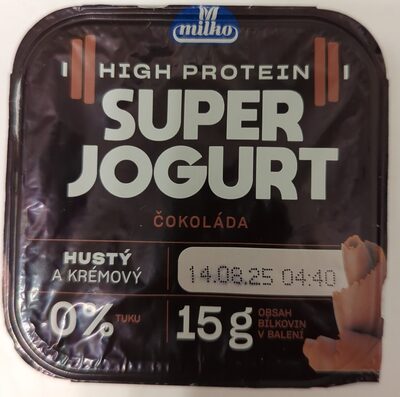 milko
HIGH PROTEIN
SUPER
JOGURT
ČOKOLÁDA
HUSTÝ
A KRÉMOVÝ
14.08.25 04:40
0% TUKU
15g OBSAH
BÍLKOVIN
V BALENÍ